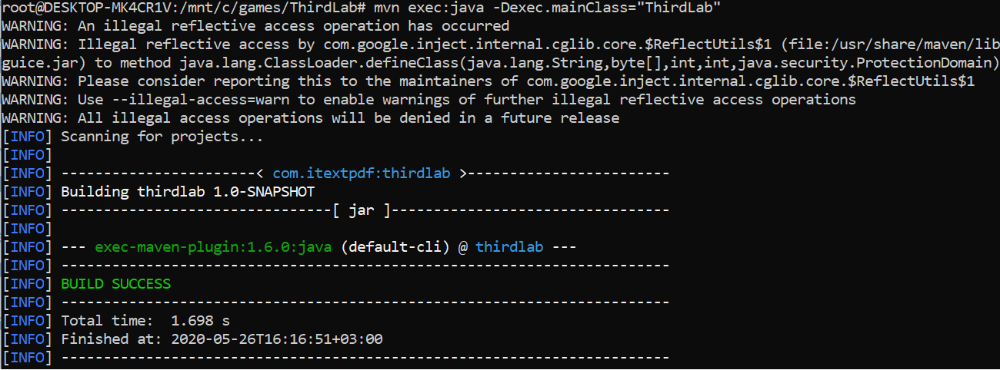 root@DESKTOP-MK4CR1V:/mnt/c/games/ThirdLab# mvn exec:java -Dexec.mainClass="ThirdLab"
WARNING: An illegal reflective access operation has occurred
WARNING: Illegal reflective access by com.google.inject.internal.cglib.core.$ReflectUtils$1 (file:/usr/share/maven/lib
guice.jar) to method java.lang.ClassLoader.defineClass(java.lang.String,byte[],int,int,java.security.ProtectionDomain)
WARNING: Please consider reporting this to the maintainers of com.google.inject.internal.cglib.core.$ReflectUtils$1
WARNING: Use --illegal-access=warn to enable warnings of further illegal reflective access operations
WARNING: All illegal access operations will be denied in a future release
[INFO] Scanning for projects...
[INFO]
[INFO] -----------------------< com.itextpdf:thirdlab >------------------------
[INFO] Building thirdlab 1.0-SNAPSHOT
[INFO] --------------------------------[ jar ]---------------------------------
[INFO]
[INFO] --- exec-maven-plugin:1.6.0:java (default-cli) @ thirdlab ---
[INFO] ------------------------------------------------------------------------
[INFO] BUILD SUCCESS
[INFO] ------------------------------------------------------------------------
[INFO] Total time:  1.698 s
[INFO] Finished at: 2020-05-26T16:16:51+03:00
[INFO] ------------------------------------------------------------------------